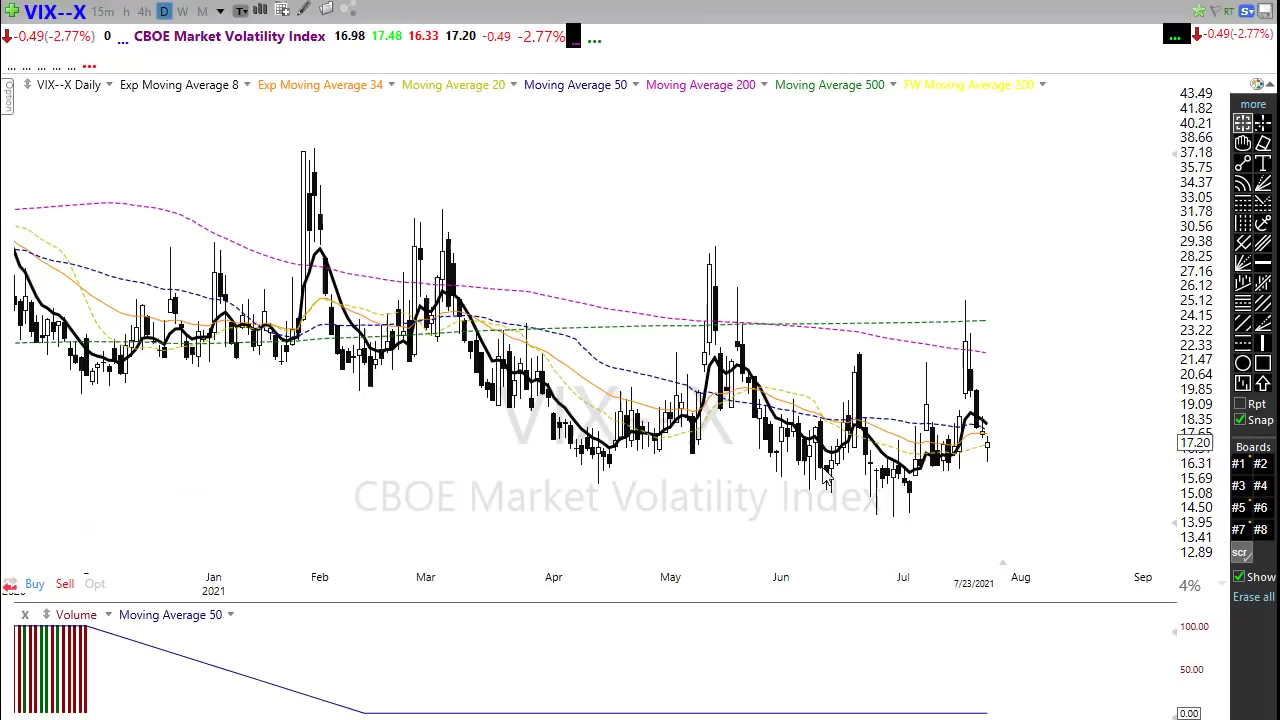 VIX--X 15m h 4h D W M T RT S -0.49(-2.77%)
-0.49(-2.77%) 0 ... CBOE Market Volatility Index 16.98 17.48 16.33 17.20 -0.49 -2.77% ... ... ...
... ... ... ... ... ...
Option
VIX--X Daily Exp Moving Average 8 Exp Moving Average 34 Moving Average 20 Moving Average 50 Moving Average 200 Moving Average 500 FW Moving Average 200
43.49
41.82
40.21
38.66
37.18
35.75
34.37
33.05
31.78
30.56
29.38
28.25
27.16
26.12
25.12
24.15
23.22
22.33
21.47
20.64
19.85
19.09
18.35
17.65
17.20
16.31
15.69
15.08
14.50
13.95
13.41
12.89
VIX--X
CBOE Market Volatility Index
more
T
Rpt
Snap
Boards
#1 #2
#3 #4
#5 #6
#7 #8
scr
Show
Erase all
Buy Sell Opt
Jan Feb Mar Apr May Jun Jul 7/23/2021 Aug Sep
2021
4%
X Volume Moving Average 50
100.00
50.00
0.00